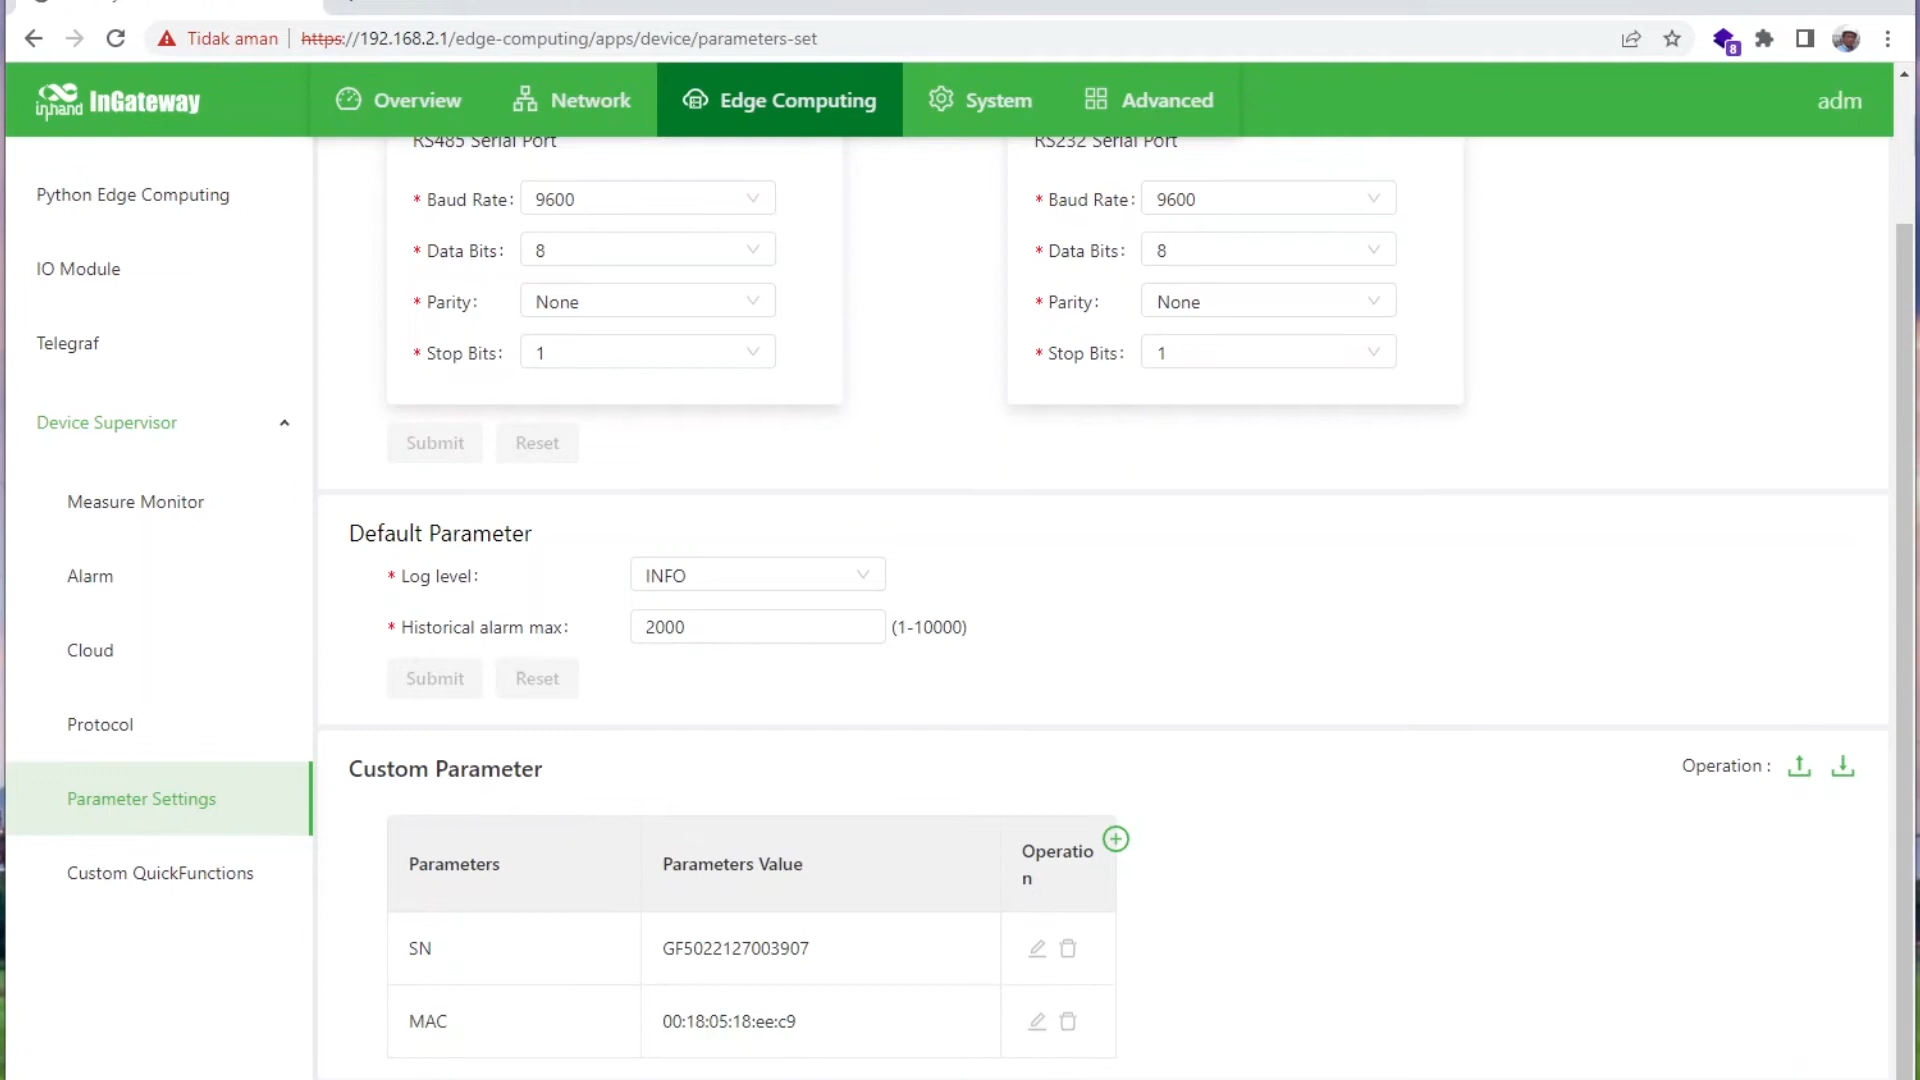 Tidak aman | https://192.168.2.1/edge-computing/apps/device/parameters-set
8
inhand InGateway
Overview
Network
Edge Computing
System
Advanced
adm
Python Edge Computing
IO Module
Telegraf
Device Supervisor
Measure Monitor
Alarm
Cloud
Protocol
Parameter Settings
Custom QuickFunctions
RS485 Serial Port
* Baud Rate: 9600
* Data Bits: 8
* Parity: None
* Stop Bits: 1
RS232 Serial Port
* Baud Rate: 9600
* Data Bits: 8
* Parity: None
* Stop Bits: 1
Submit Reset
Default Parameter
* Log level: INFO
* Historical alarm max: 2000 (1-10000)
Submit Reset
Custom Parameter
Operation :
Parameters Parameters Value Operatio
n
SN GF5022127003907
MAC 00:18:05:18:ee:c9